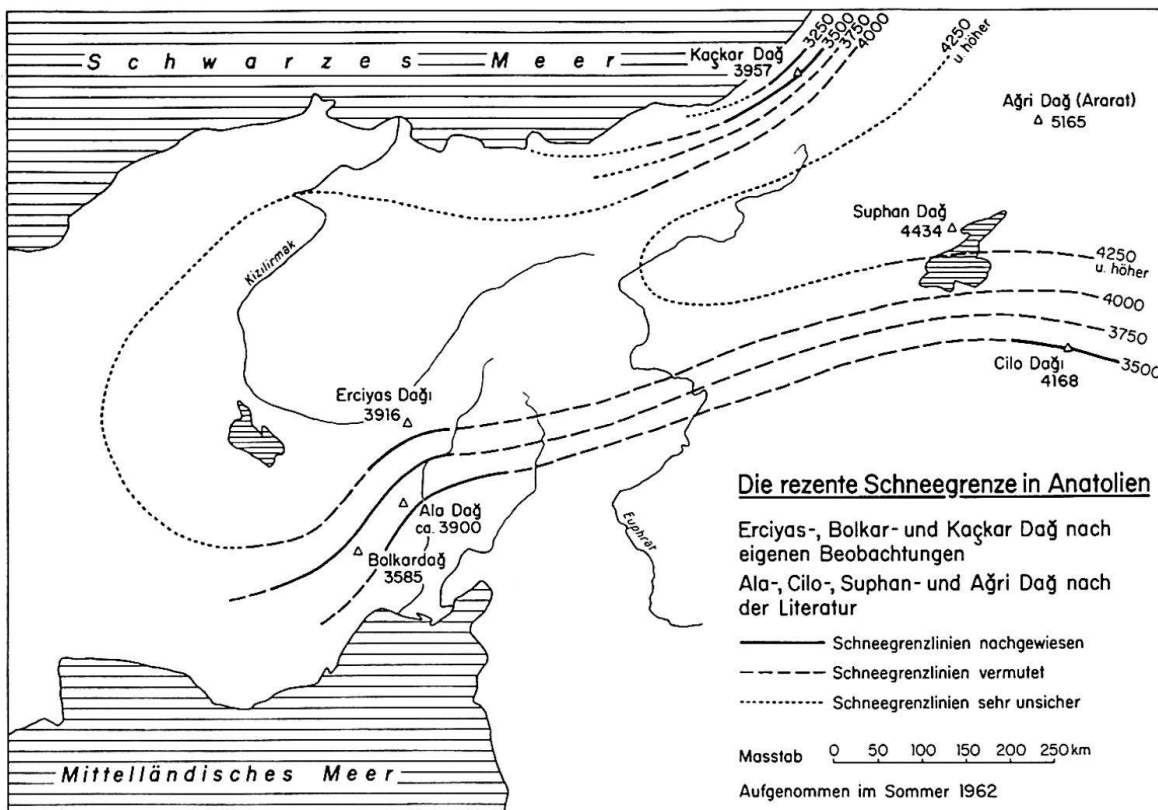 Schwarzes Meer
Kaçkar Dağ
3957
3250
3500
3750
4000
4250
u. höher
Ağri Dağ (Ararat)
5165
Suphan Dağ
4434
4250
u. höher
4000
3750
3500
Cilo Dağı
4168
Kizilirmak
Erciyas Dağı
3916
Ala Dağ
ca. 3900
Bolkardağ
3585
Euphrat
Mittelländisches Meer
Die rezente Schneegrenze in Anatolien
Erciyas-, Bolkar- und Kaçkar Dağ nach
eigenen Beobachtungen
Ala-, Cilo-, Suphan- und Ağri Dağ nach
der Literatur
Schneegrenzlinien nachgewiesen
Schneegrenzlinien vermutet
Schneegrenzlinien sehr unsicher
Masstab 0 50 100 150 200 250 km
Aufgenommen im Sommer 1962